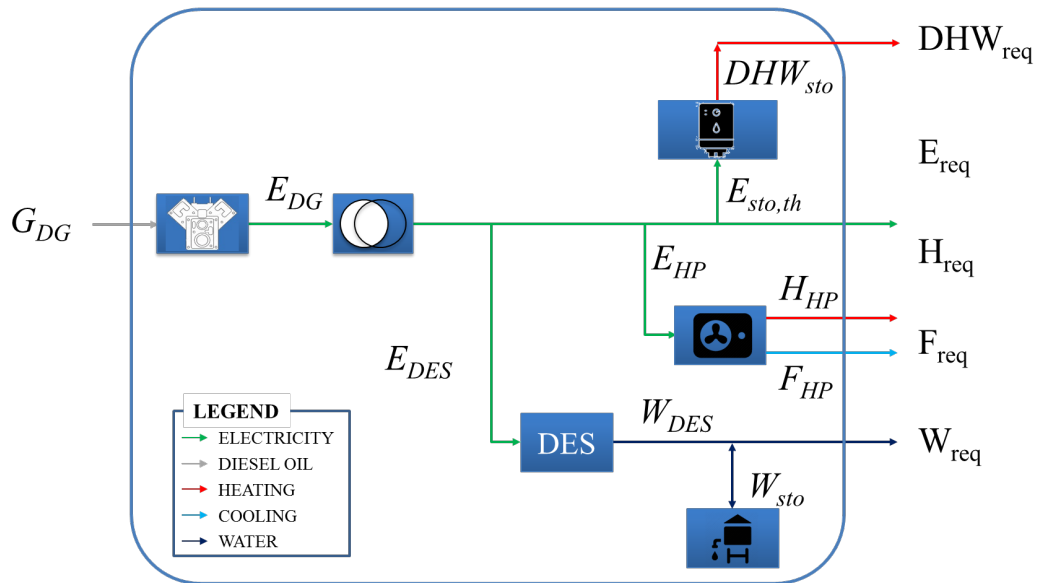 DHW_req
DHW_sto
E_req
E_DG
E_sto,th
G_DG
H_req
E_HP
H_HP
F_req
E_DES
F_HP
W_DES
DES
W_req
W_sto
LEGEND
ELECTRICITY
DIESEL OIL
HEATING
COOLING
WATER